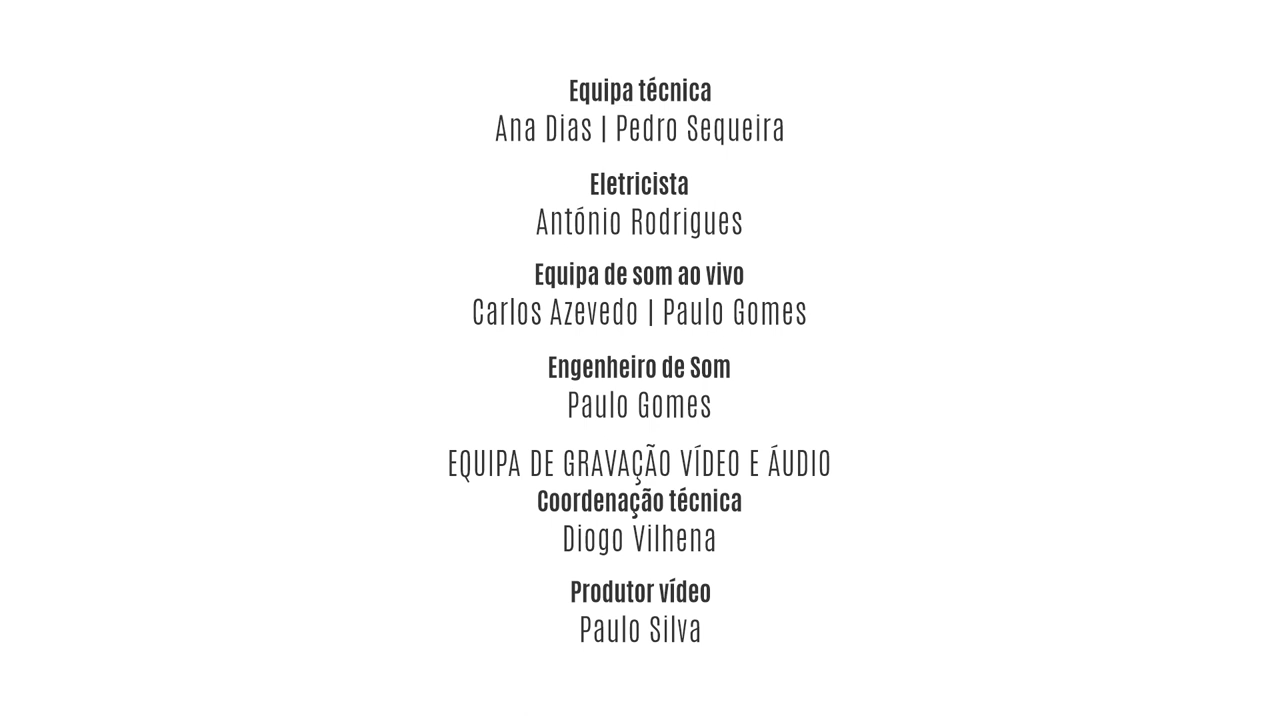 Equipa técnica
Ana Dias | Pedro Sequeira
Eletricista
António Rodrigues
Equipa de som ao vivo
Carlos Azevedo | Paulo Gomes
Engenheiro de Som
Paulo Gomes
EQUIPA DE GRAVAÇÃO VÍDEO E ÁUDIO
Coordenação técnica
Diogo Vilhena
Produtor vídeo
Paulo Silva